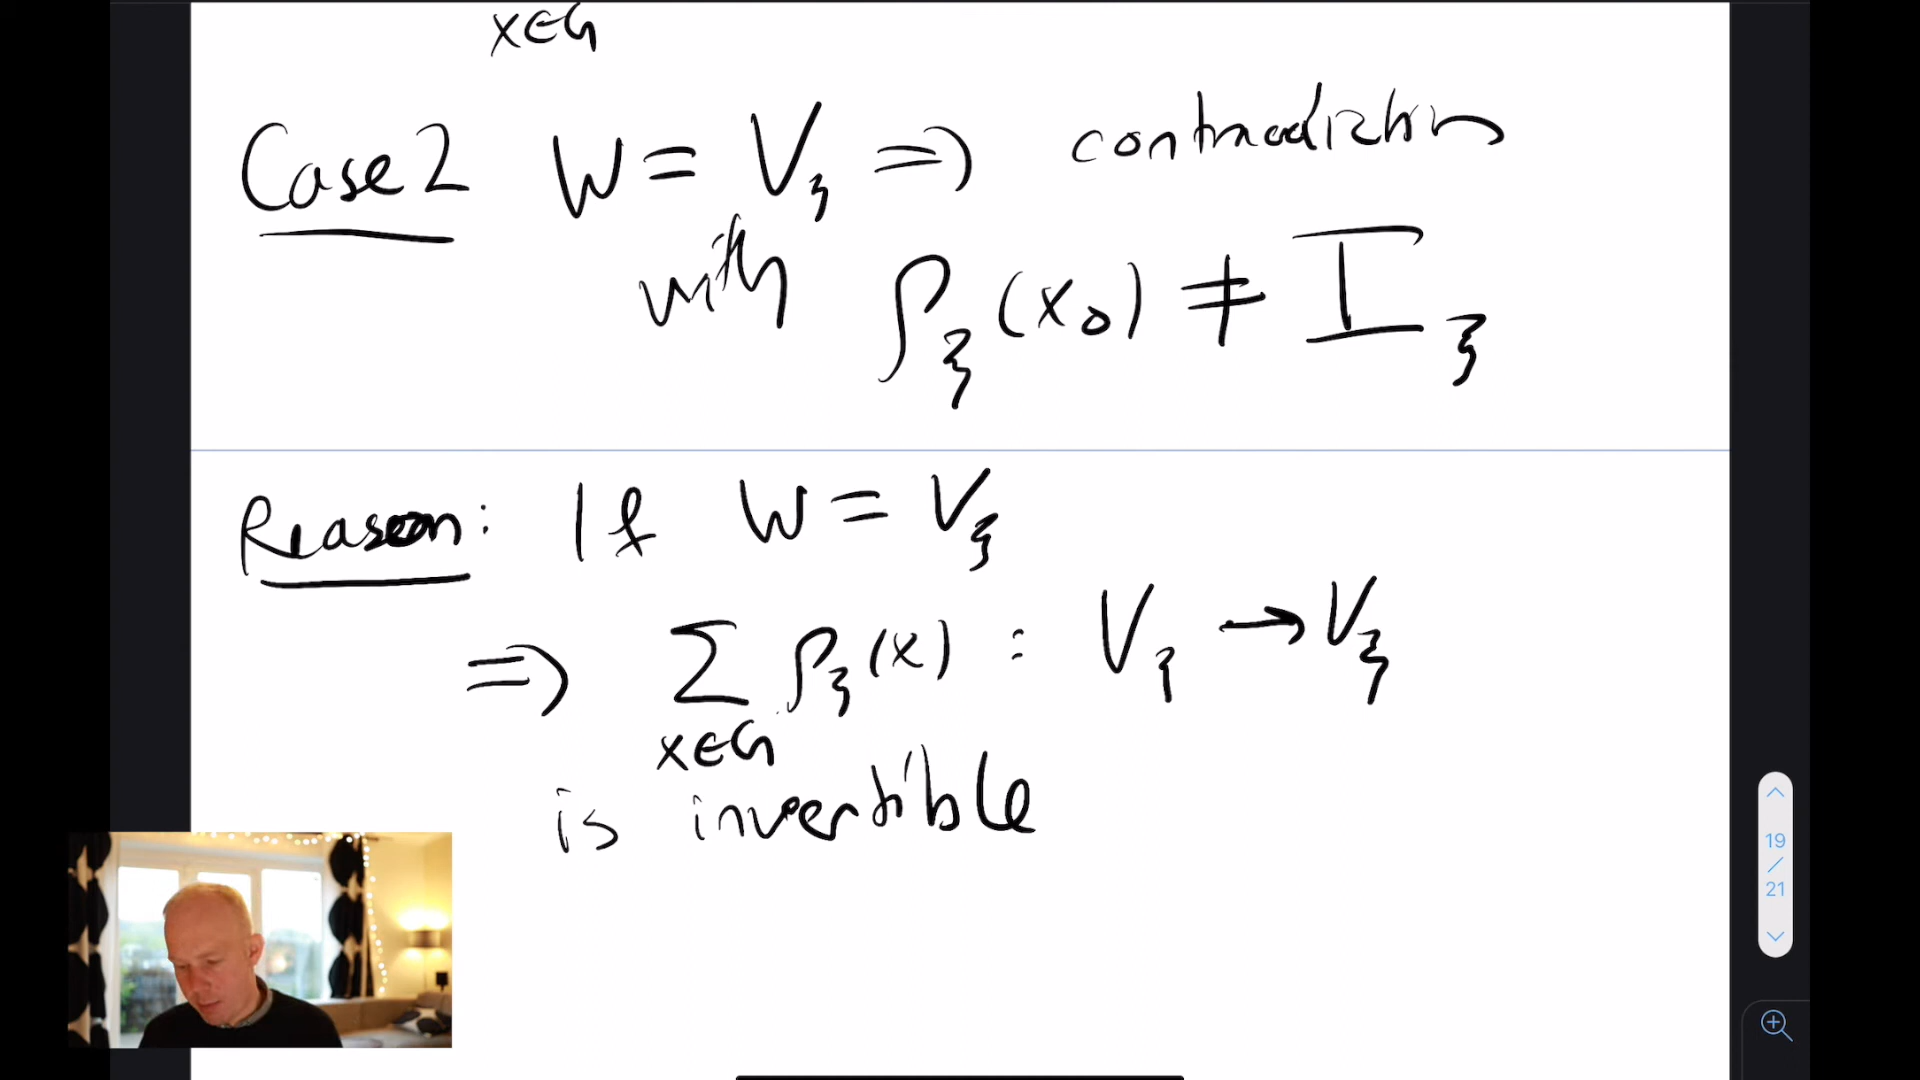 x∈G
Case 2 W = V_ξ ⇒ contradiction
with ρ_ξ(x₀) ≠ I_ξ
Reason: If W = V_ξ
⇒ ∑ ρ_ξ(x) : V_ξ → V_ξ
x∈G
is invertible
19
/
21